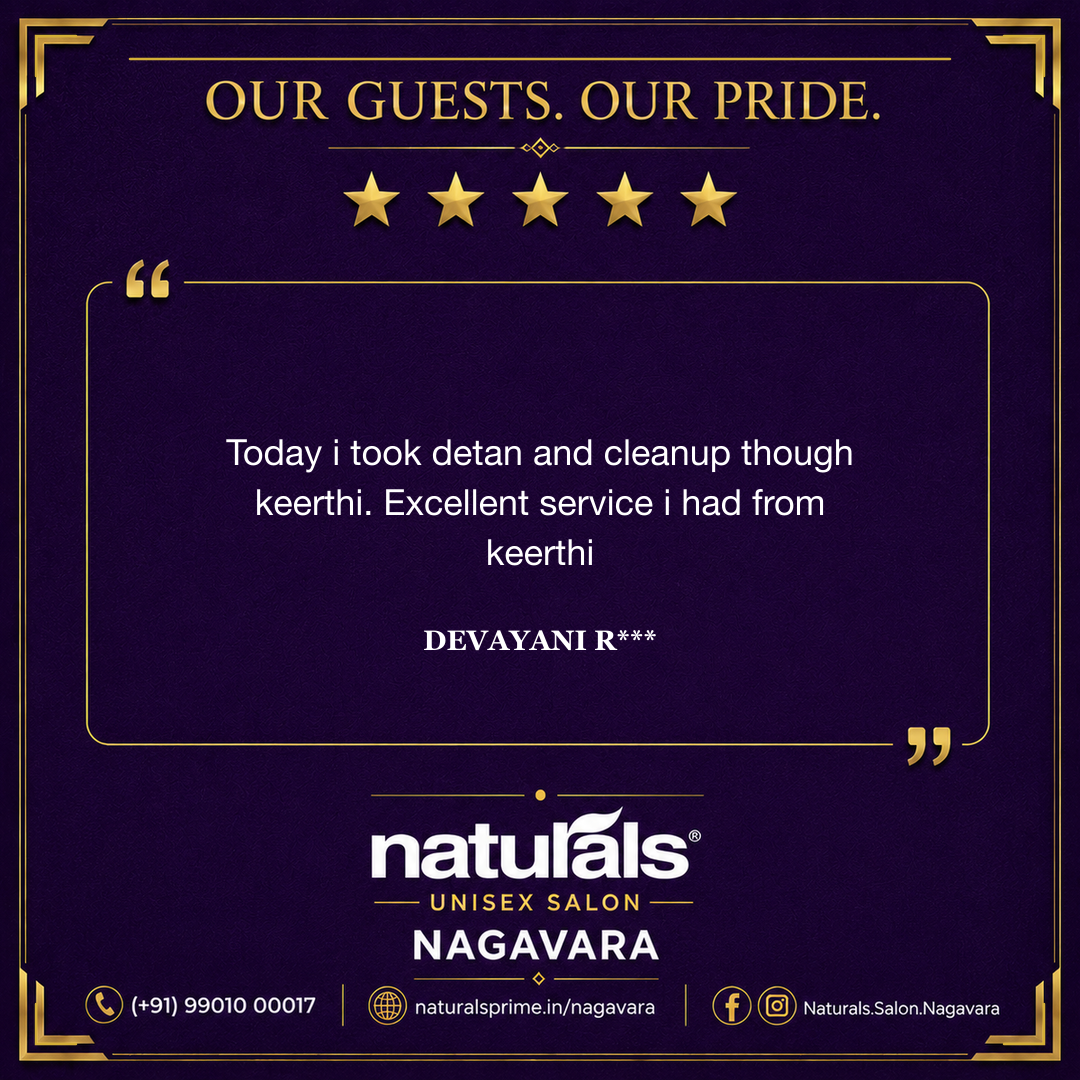 OUR GUESTS. OUR PRIDE.
“
Today i took detan and cleanup though
keerthi. Excellent service i had from
keerthi
DEVAYANI R***
”
naturals®
UNISEX SALON
NAGAVARA
(+91) 99010 00017 | naturalsprime.in/nagavara | Naturals.Salon.Nagavara